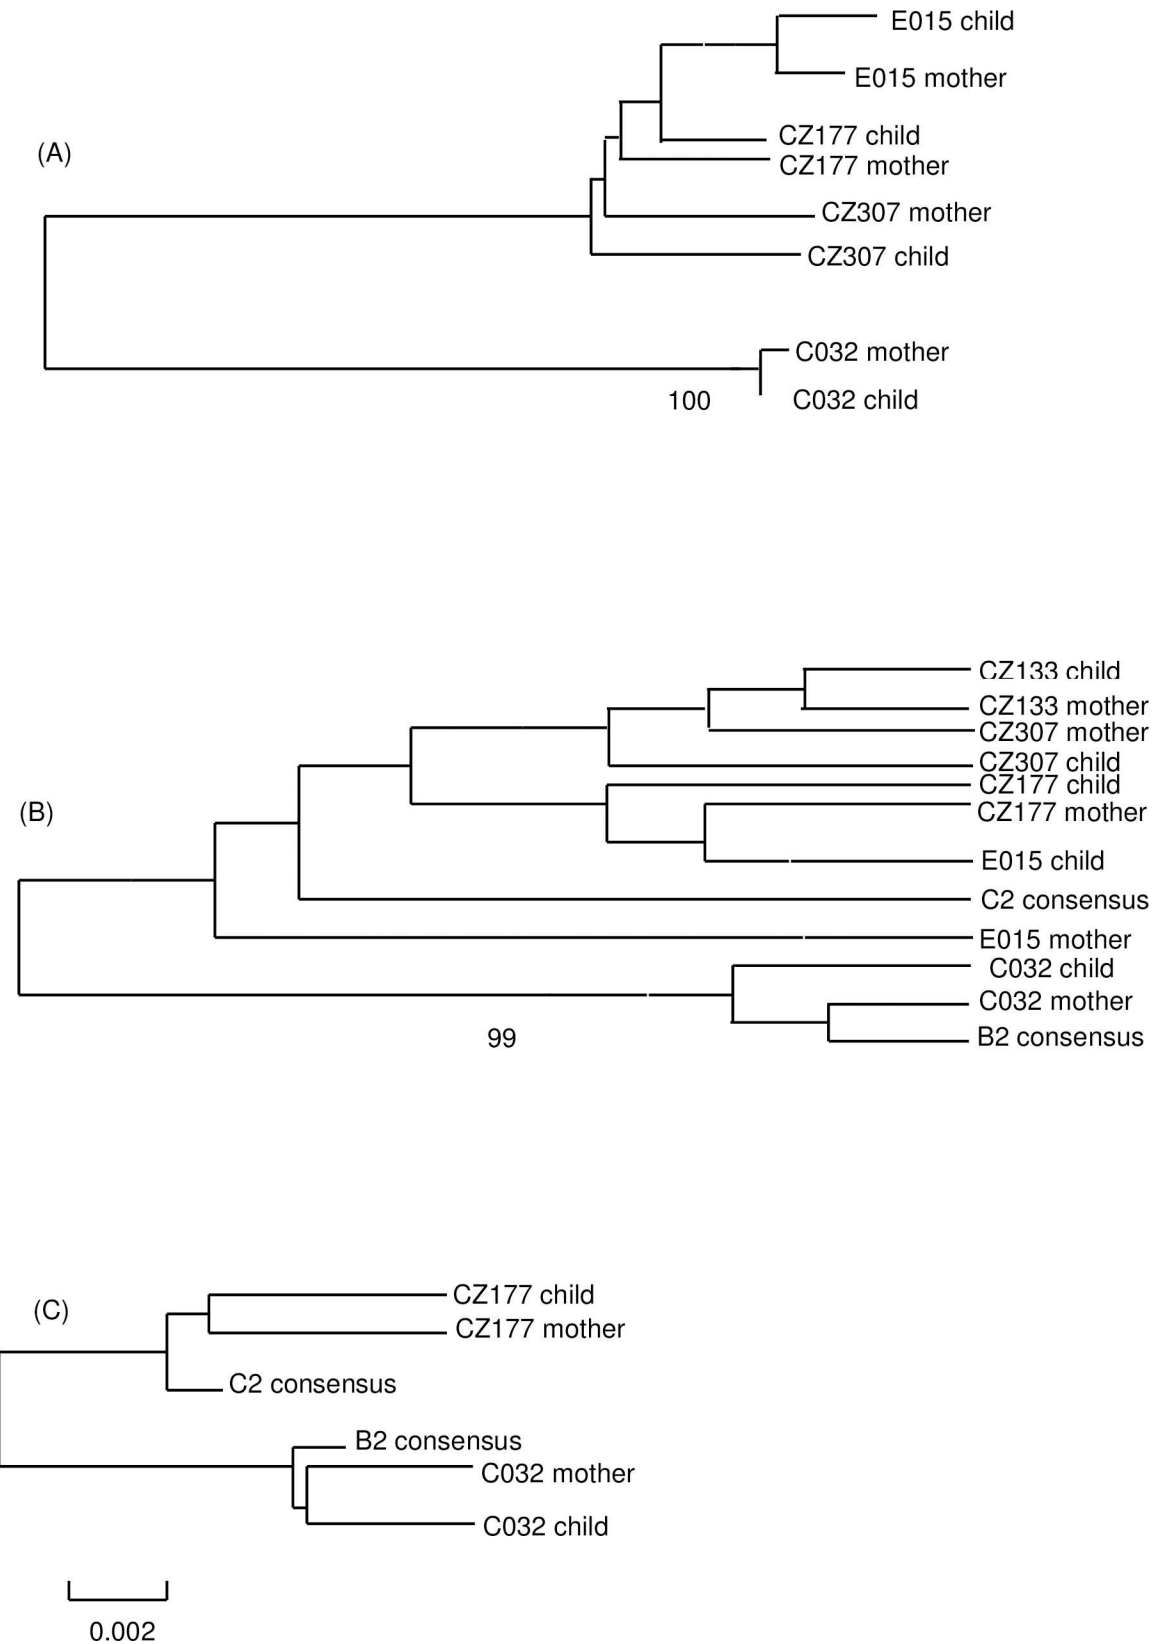 E015 child
E015 mother
CZ177 child
(A)
CZ177 mother
CZ307 mother
CZ307 child
C032 mother
100
C032 child
CZ133 child
CZ133 mother
CZ307 mother
CZ307 child
CZ177 child
(B)
CZ177 mother
E015 child
C2 consensus
E015 mother
C032 child
C032 mother
99
B2 consensus
CZ177 child
(C)
CZ177 mother
C2 consensus
B2 consensus
C032 mother
C032 child
0.002